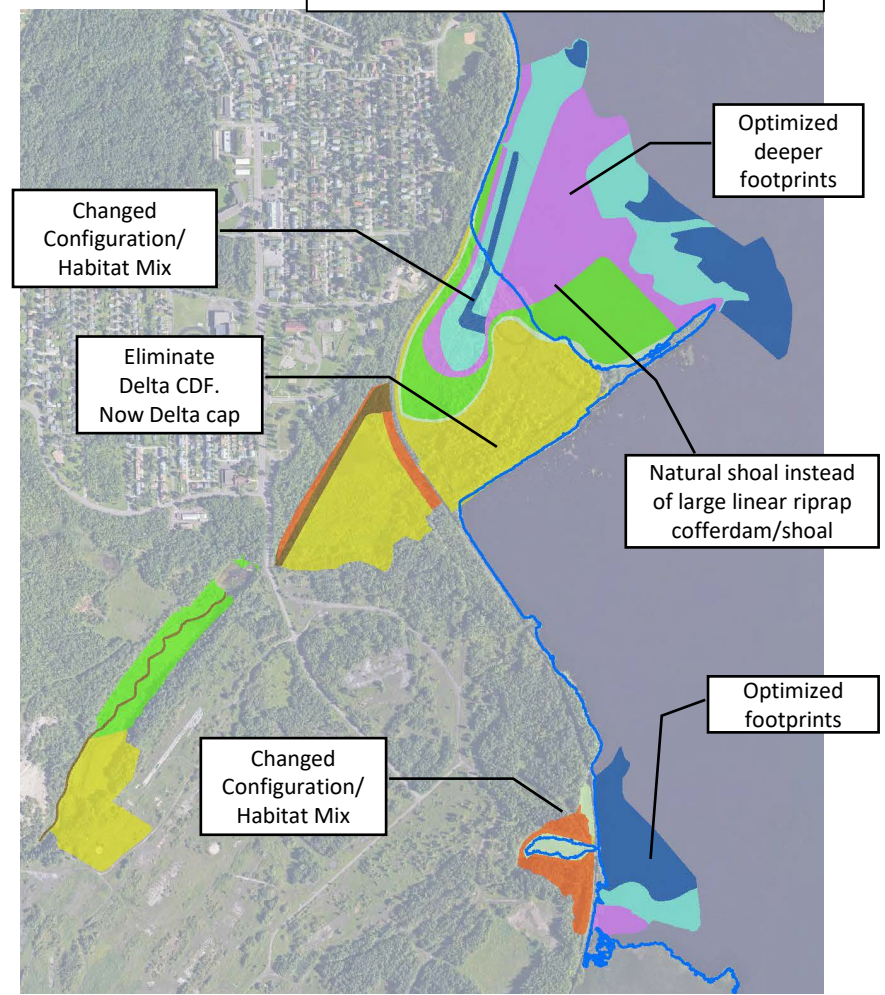 Optimized
deeper
footprints
Changed
Configuration/
Habitat Mix
Eliminate
Delta CDF.
Now Delta cap
Natural shoal instead
of large linear riprap
cofferdam/shoal
Optimized
footprints
Changed
Configuration/
Habitat Mix